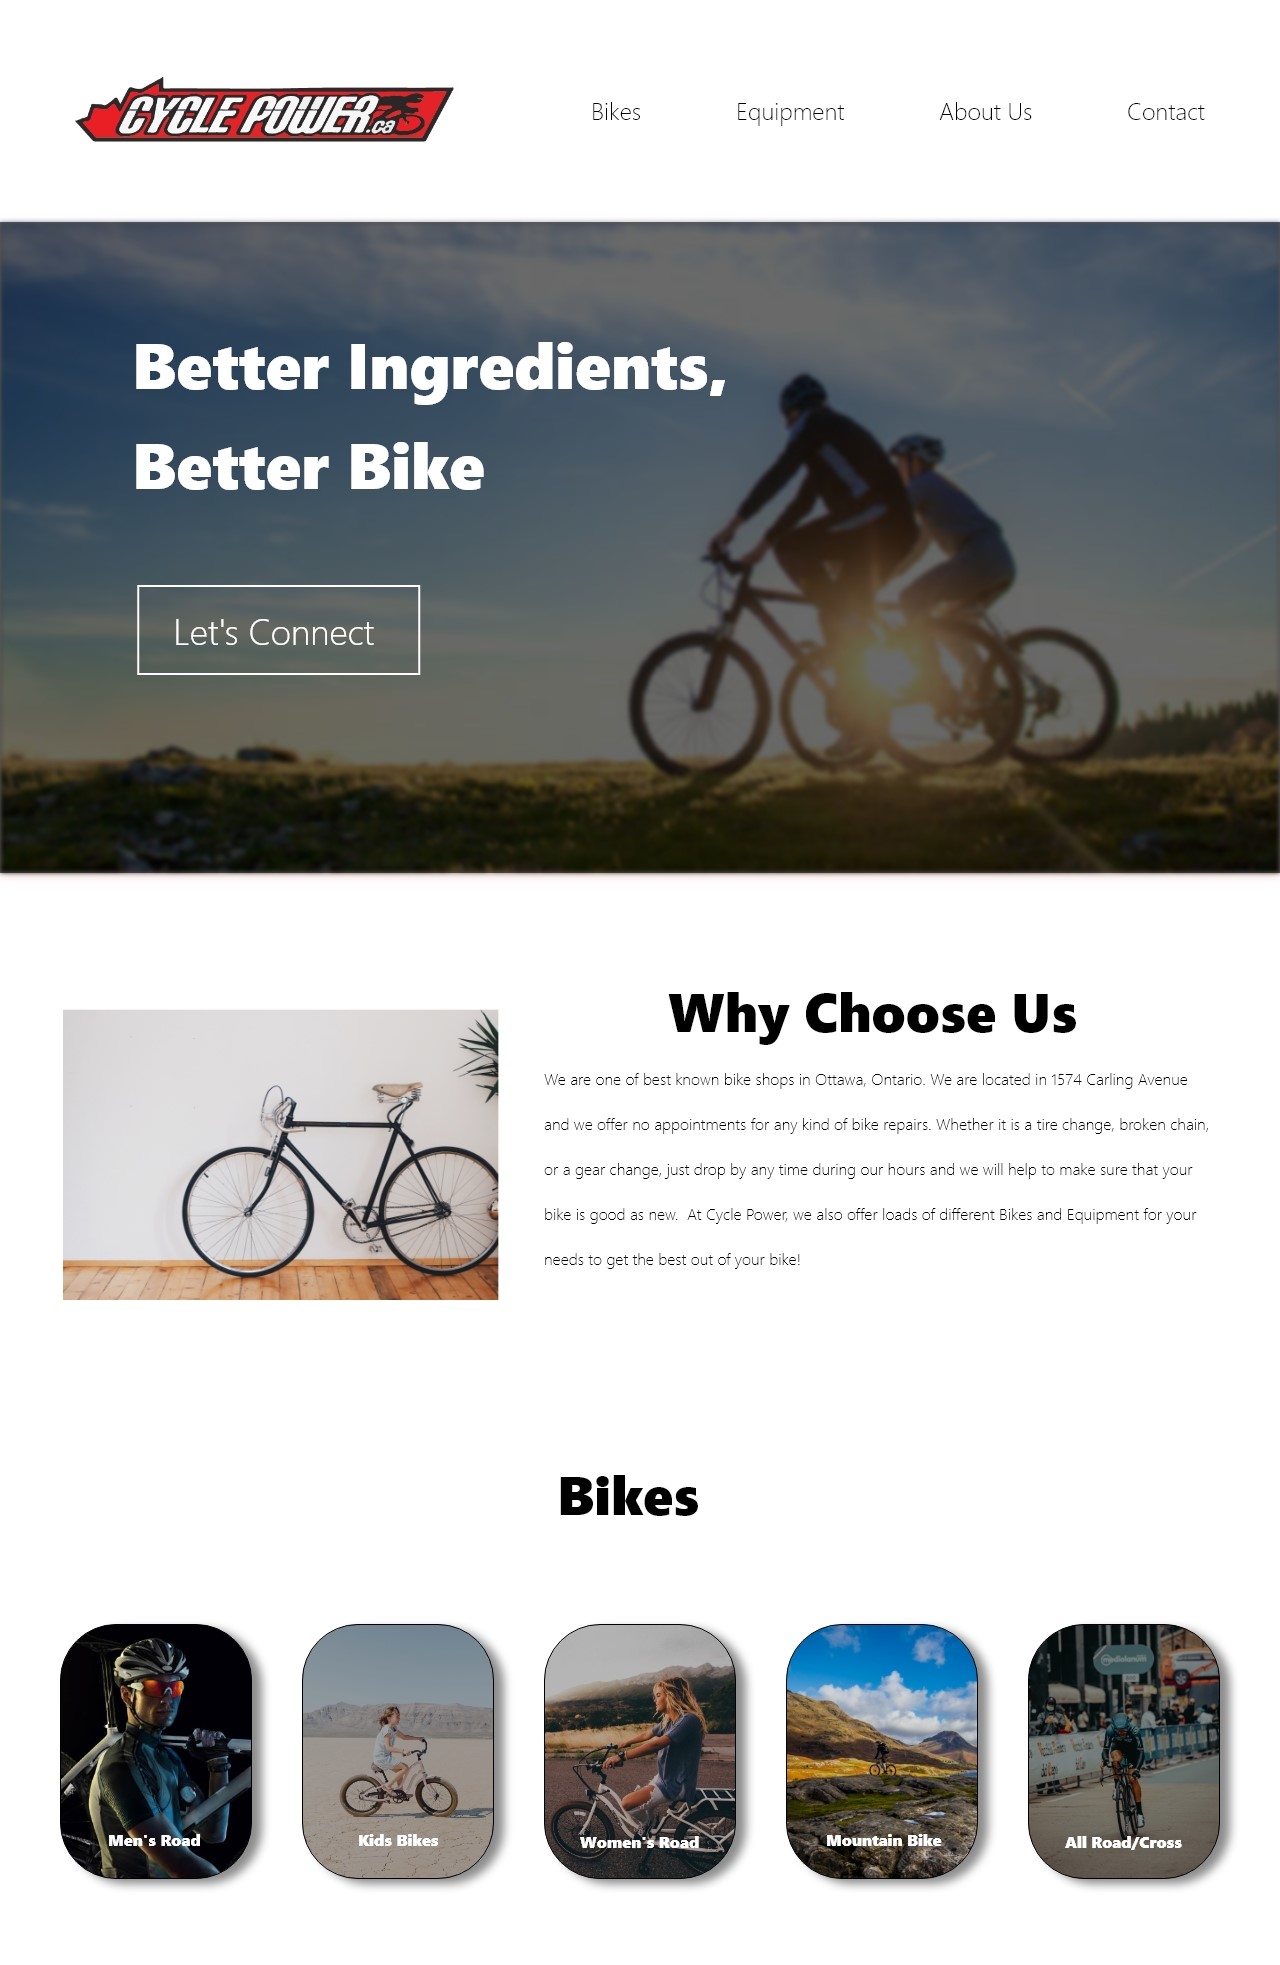 CYCLE POWER.ca
Bikes
Equipment
About Us
Contact
Better Ingredients,
Better Bike
Let's Connect
Why Choose Us
We are one of best known bike shops in Ottawa, Ontario. We are located in 1574 Carling Avenue
and we offer no appointments for any kind of bike repairs. Whether it is a tire change, broken chain,
or a gear change, just drop by any time during our hours and we will help to make sure that your
bike is good as new.  At Cycle Power, we also offer loads of different Bikes and Equipment for your
needs to get the best out of your bike!
Bikes
mediolanum
Men's Road
Kids Bikes
Women's Road
Mountain Bike
All Road/Cross